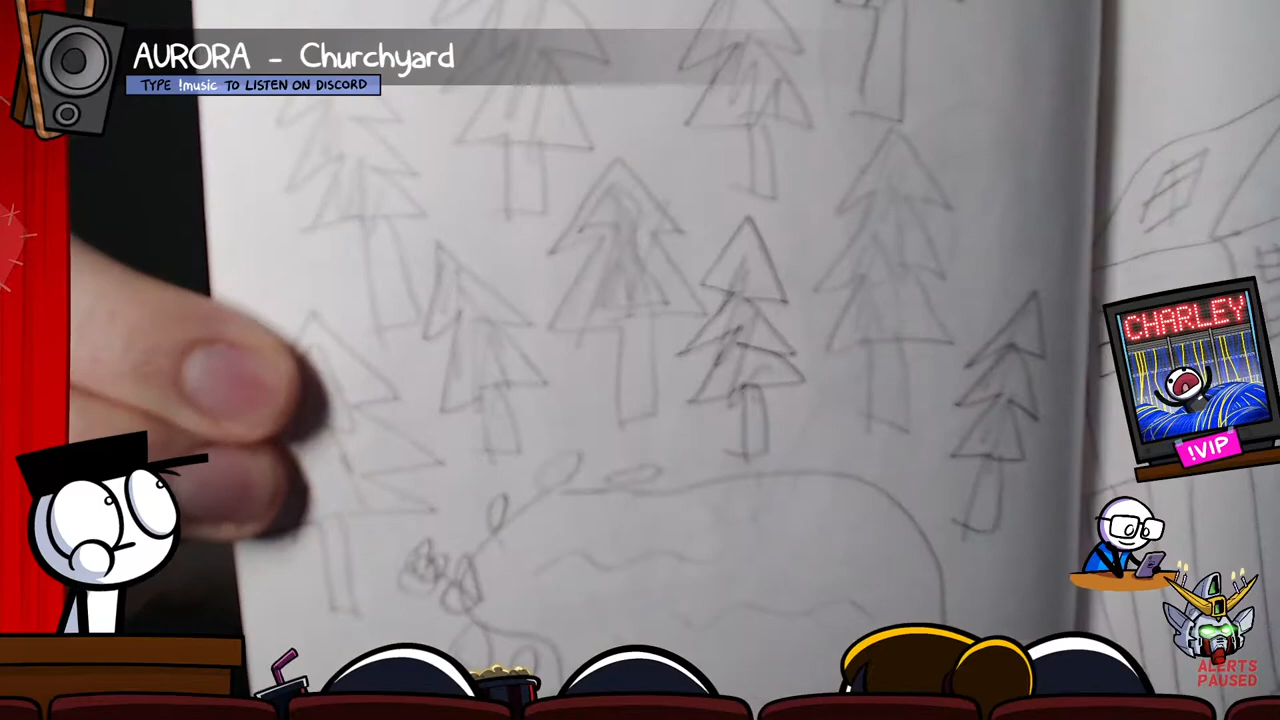 AURORA - Churchyard
TYPE !music TO LISTEN ON DISCORD
CHARLEY
!VIP
ALERTS
PAUSED